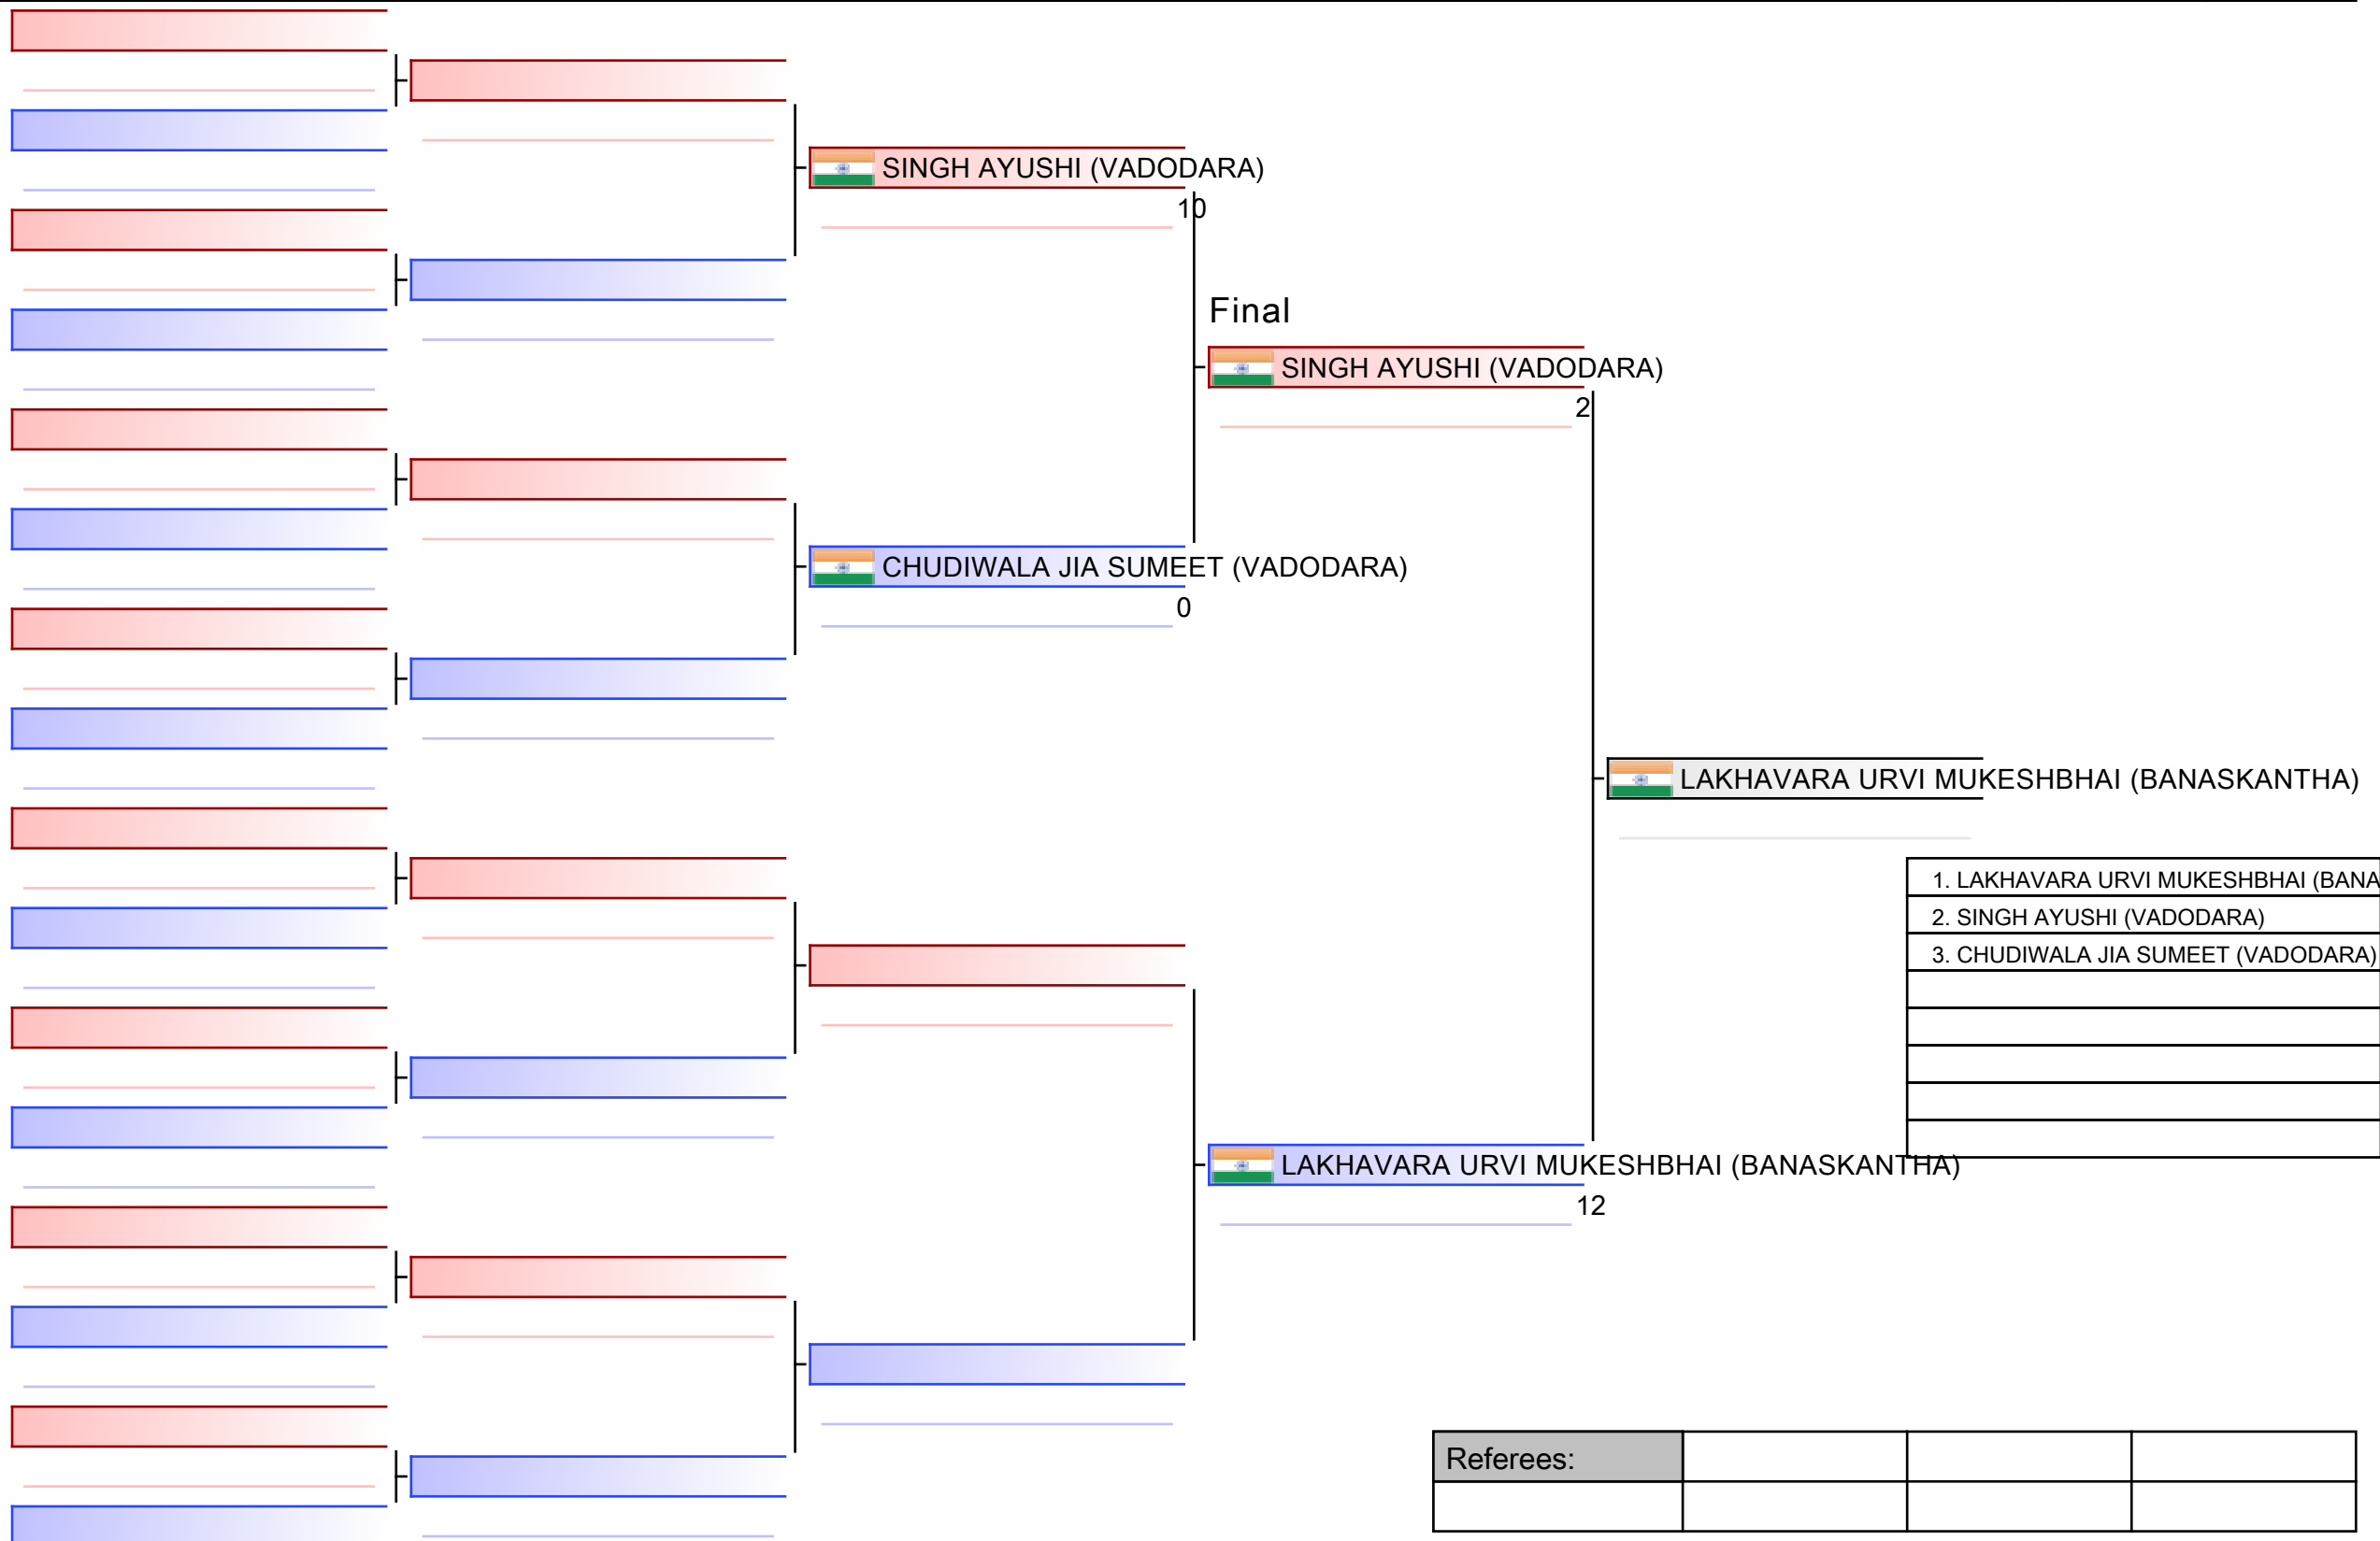 SINGH AYUSHI (VADODARA)
10
Final
SINGH AYUSHI (VADODARA)
2
CHUDIWALA JIA SUMEET (VADODARA)
0
LAKHAVARA URVI MUKESHBHAI (BANASKANTHA)
1. LAKHAVARA URVI MUKESHBHAI (BANA
2. SINGH AYUSHI (VADODARA)
3. CHUDIWALA JIA SUMEET (VADODARA)
LAKHAVARA URVI MUKESHBHAI (BANASKANTHA)
12
Referees: